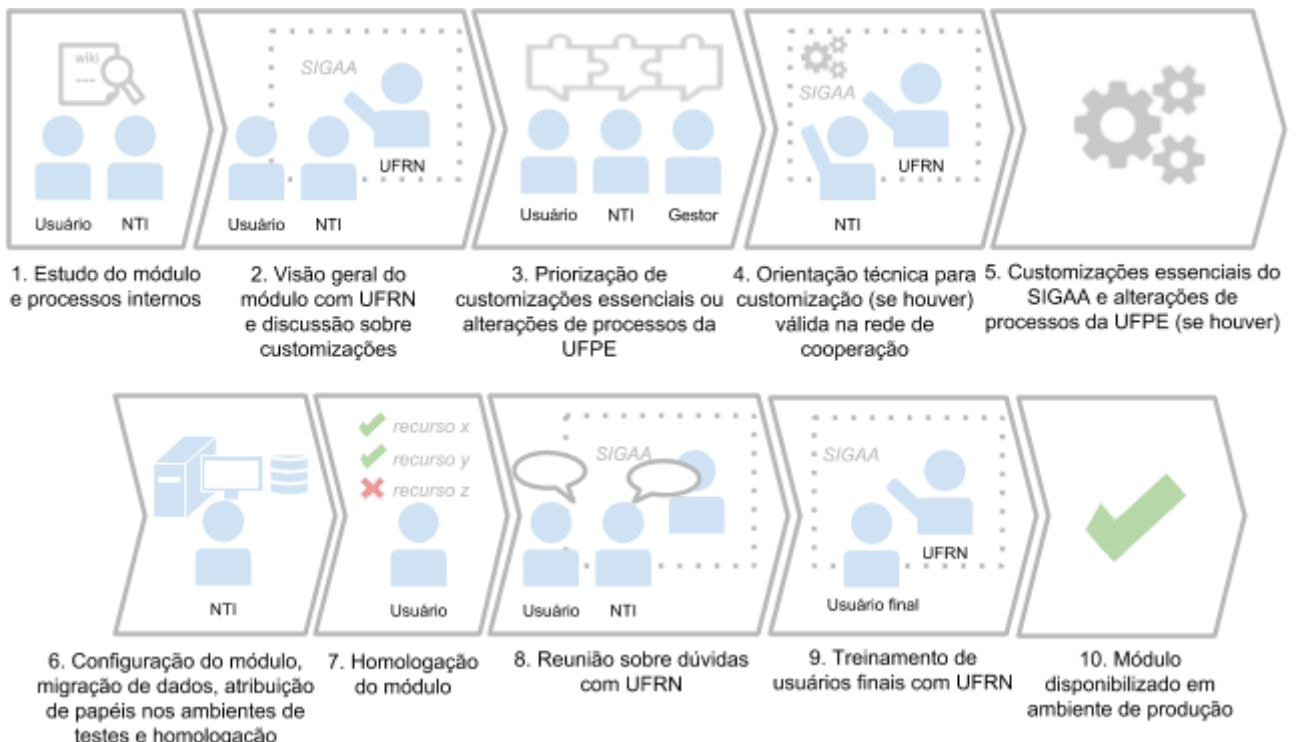 wiki
Usuário NTI
1. Estudo do módulo
e processos internos
SIGAA
UFRN
Usuário NTI
2. Visão geral do
módulo com UFRN
e discussão sobre
customizações
Usuário NTI Gestor
3. Priorização de
customizações essenciais ou
alterações de processos da
UFPE
SIGAA
UFRN
NTI
4. Orientação técnica para
customização (se houver)
válida na rede de
cooperação
5. Customizações essenciais do
SIGAA e alterações de
processos da UFPE (se houver)
NTI
6. Configuração do módulo,
migração de dados, atribuição
de papéis nos ambientes de
testes e homologação
recurso x
recurso y
recurso z
Usuário
7. Homologação
do módulo
SIGAA
Usuário NTI
8. Reunião sobre dúvidas
com UFRN
SIGAA
UFRN
Usuário final
9. Treinamento de
usuários finais com UFRN
10. Módulo
disponibilizado em
ambiente de produção